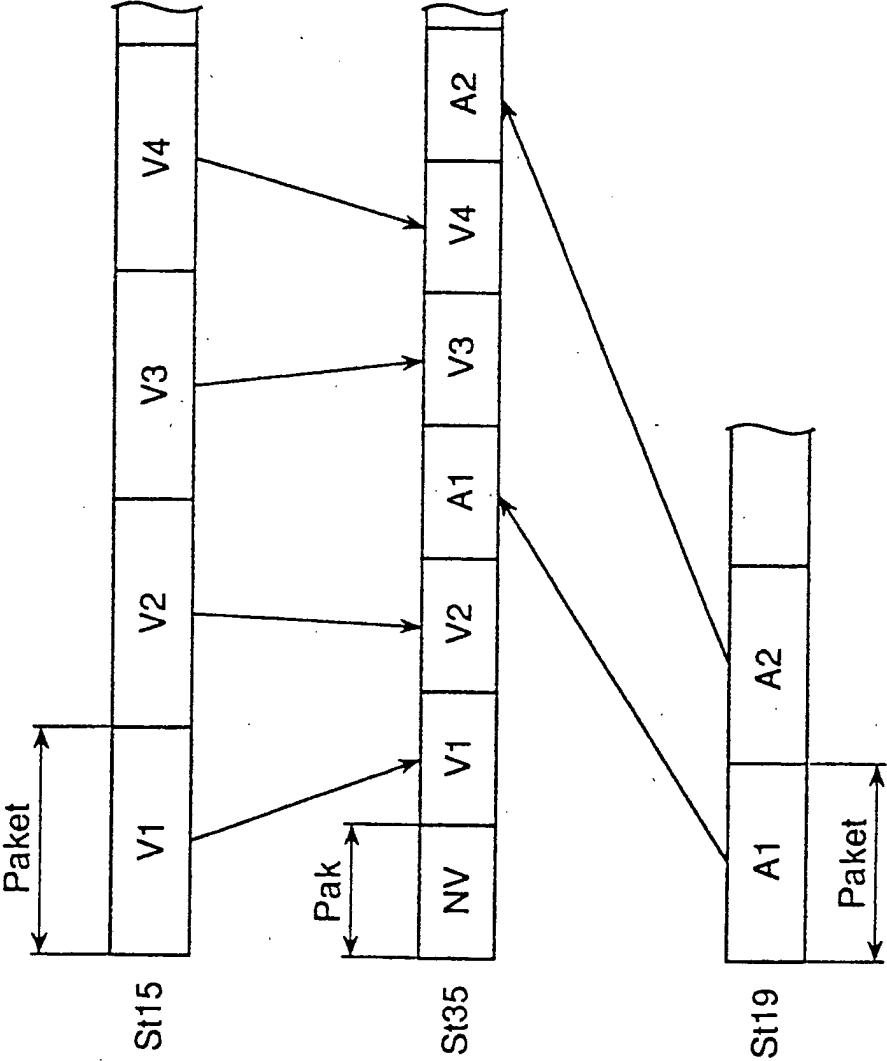 Paket
St15 V1 V2 V3 V4
Pak
St35 NV V1 V2 A1 V3 V4 A2
St19 A1 A2
Paket